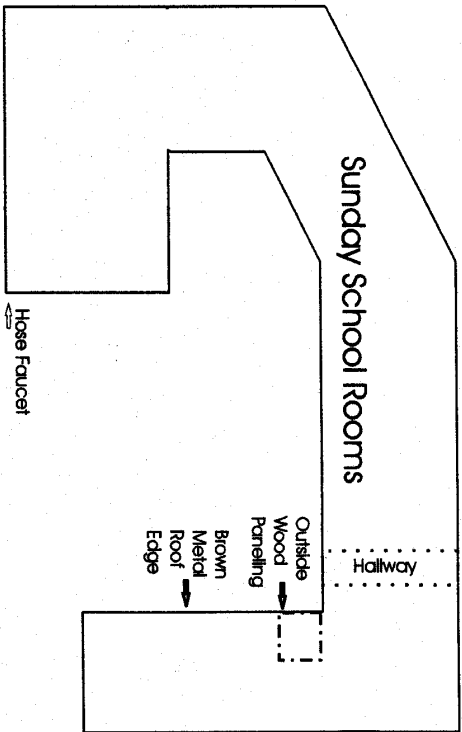 Sunday School Rooms
Hallway
Outside
Wood
Paneling
Brown
Metal
Roof
Edge
Hose Faucet